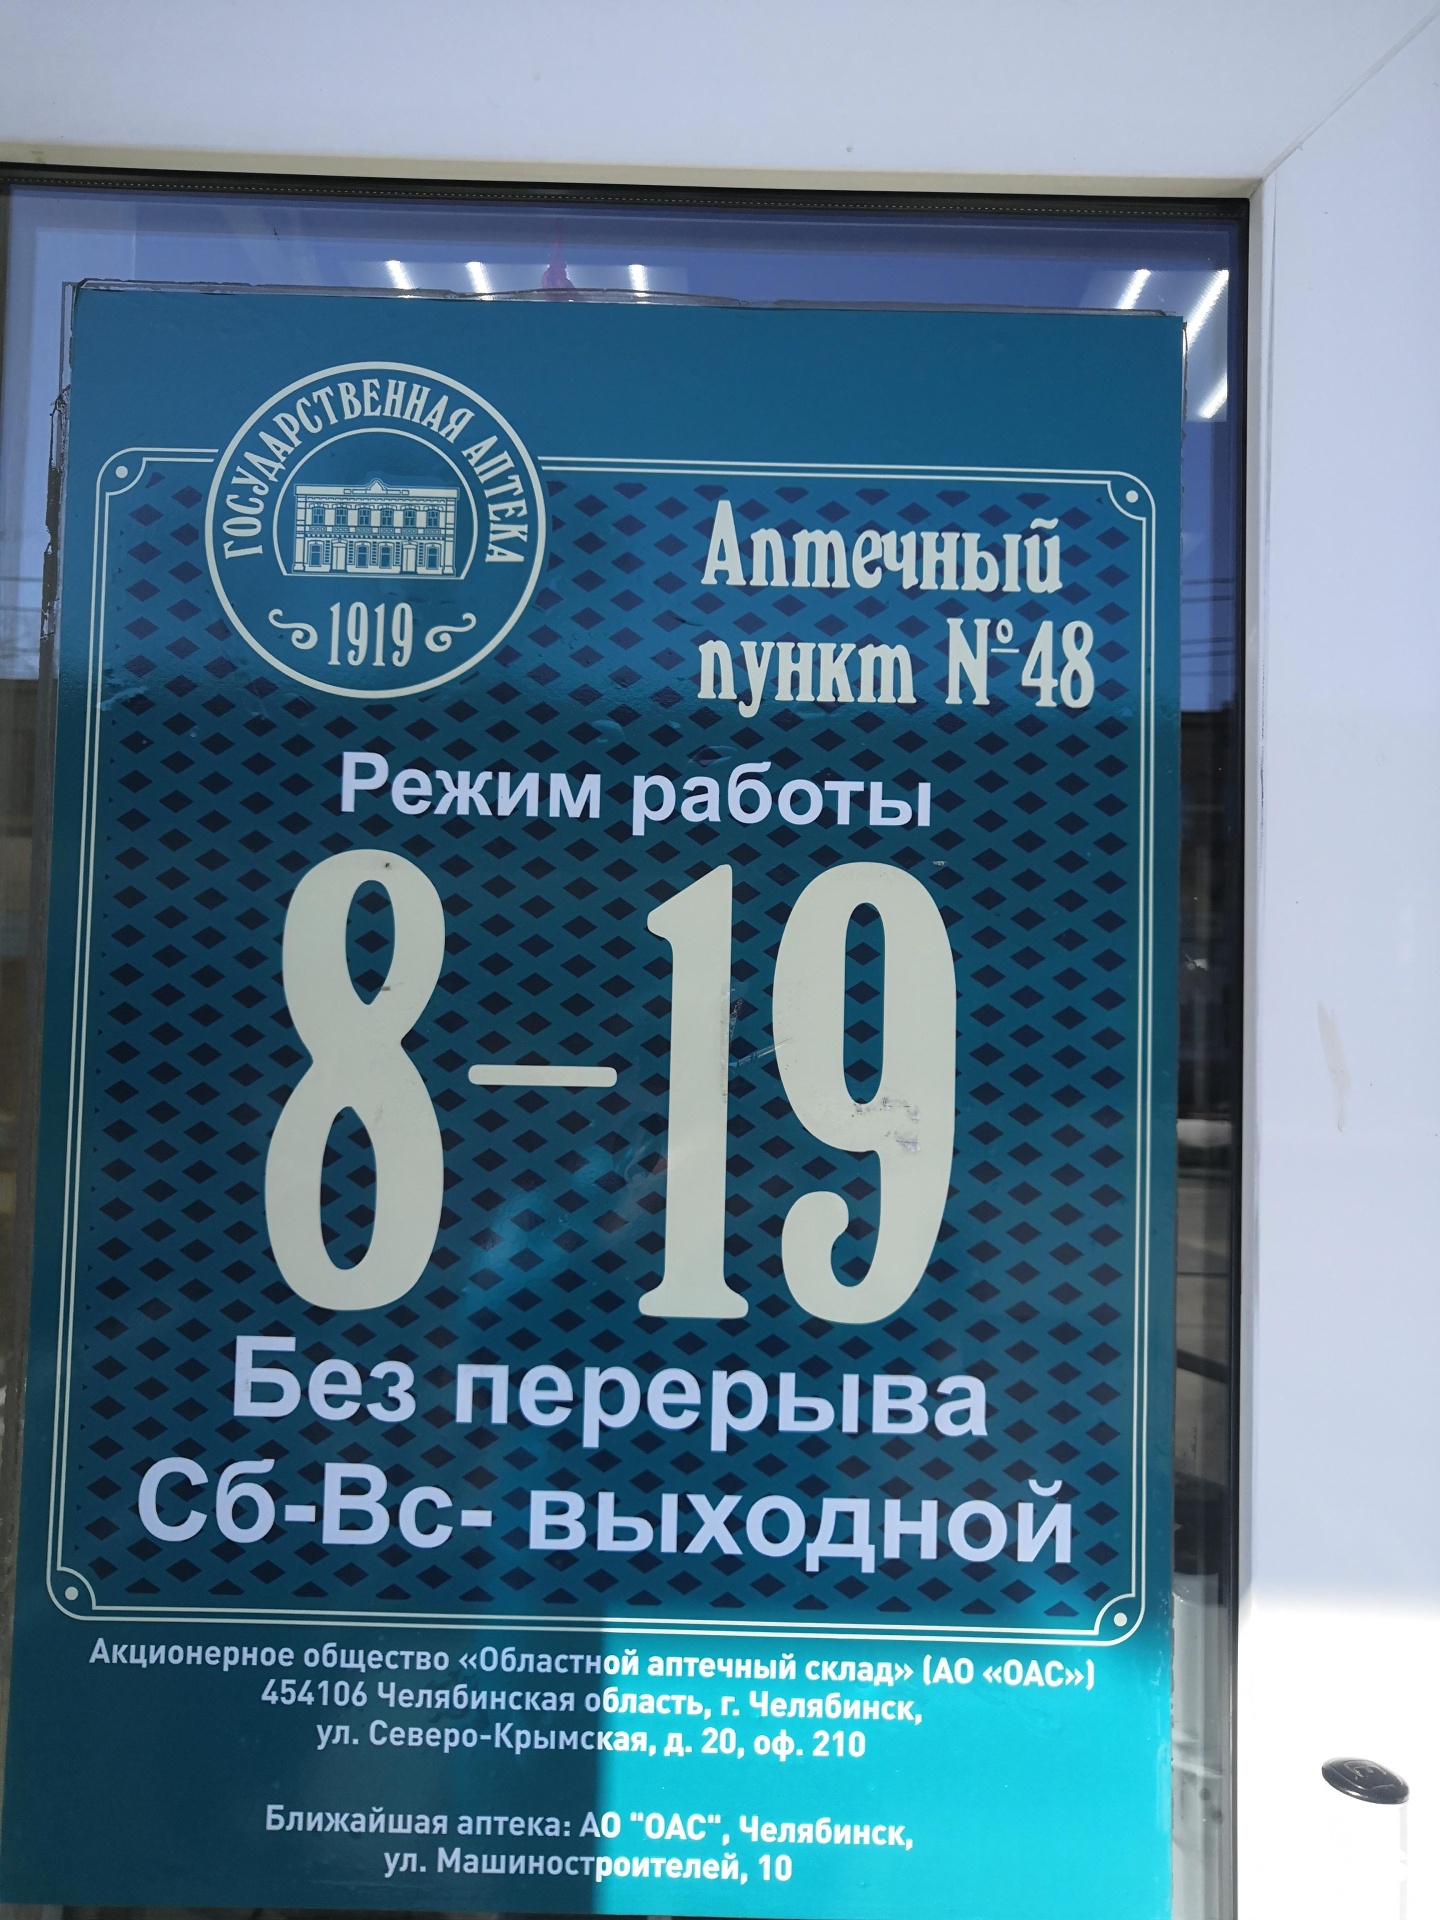 ГОСУДАРСТВЕННАЯ АПТЕКА
1919
Аптечный
пункт №48
Режим работы
8–19
Без перерыва
Сб-Вс- выходной
Акционерное общество «Областной аптечный склад» (АО «ОАС»)
454106 Челябинская область, г. Челябинск,
ул. Северо-Крымская, д. 20, оф. 210
Ближайшая аптека: АО "ОАС", Челябинск,
ул. Машиностроителей, 10